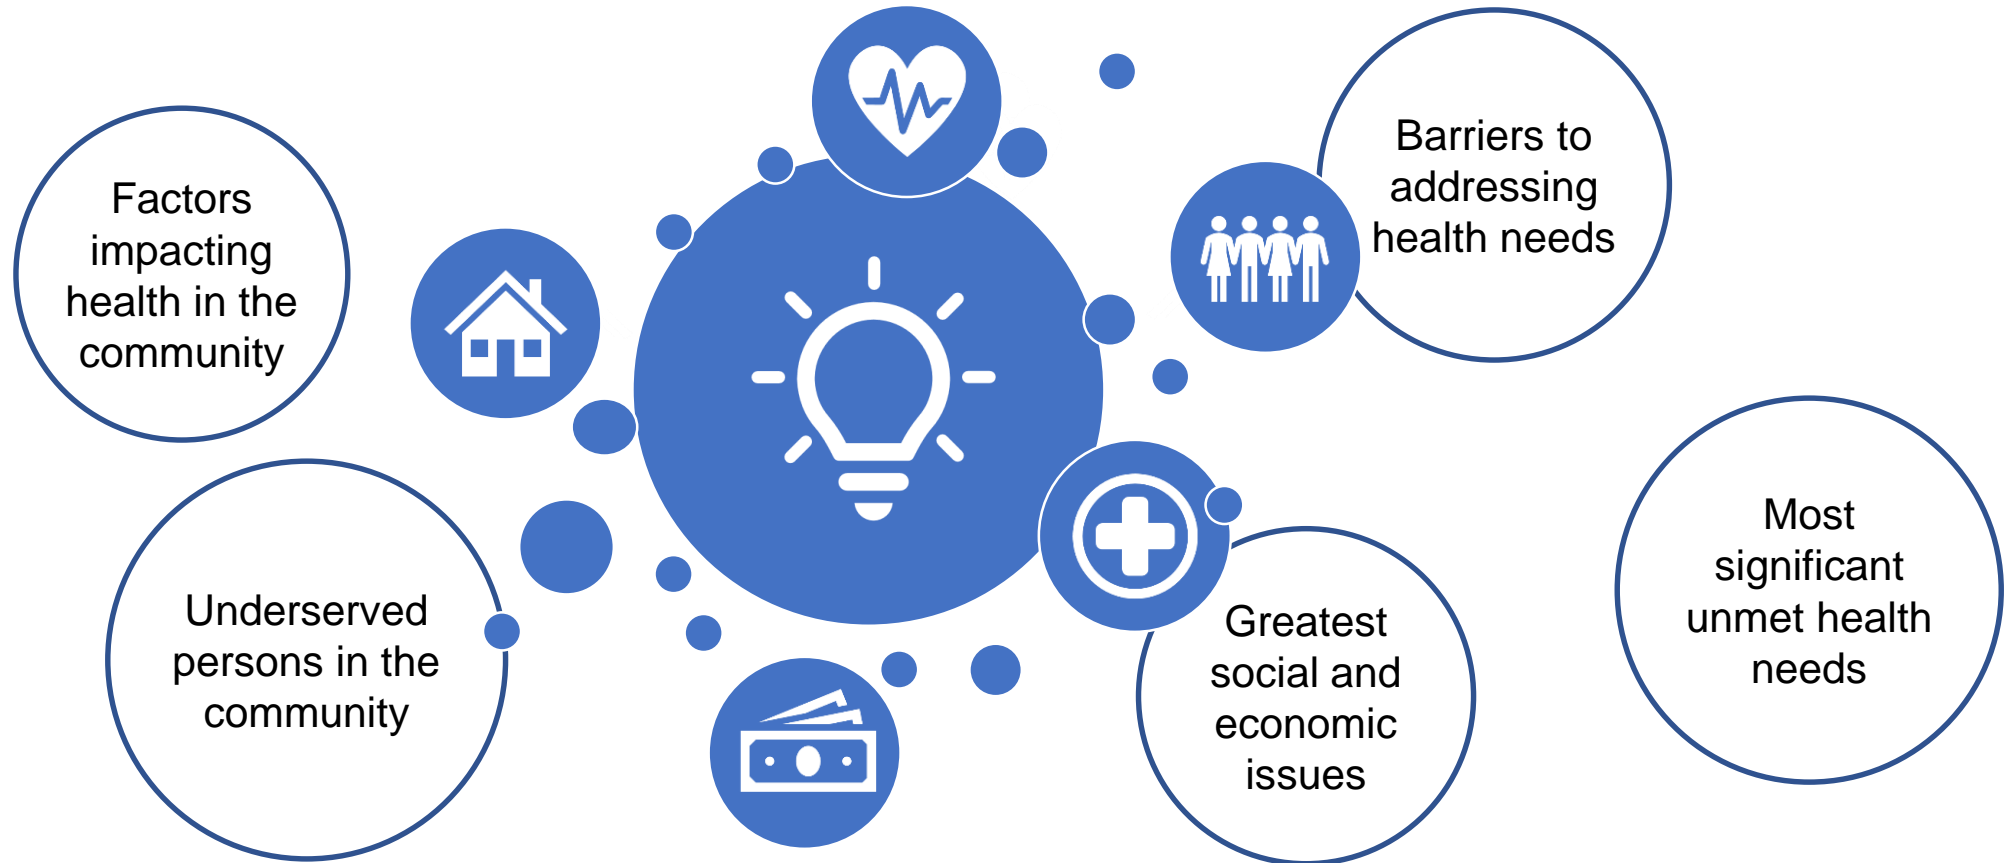 Factors
impacting
health in the
community
Underserved
persons in the
community
Barriers to
addressing
health needs
Greatest
social and
economic
issues
Most
significant
unmet health
needs